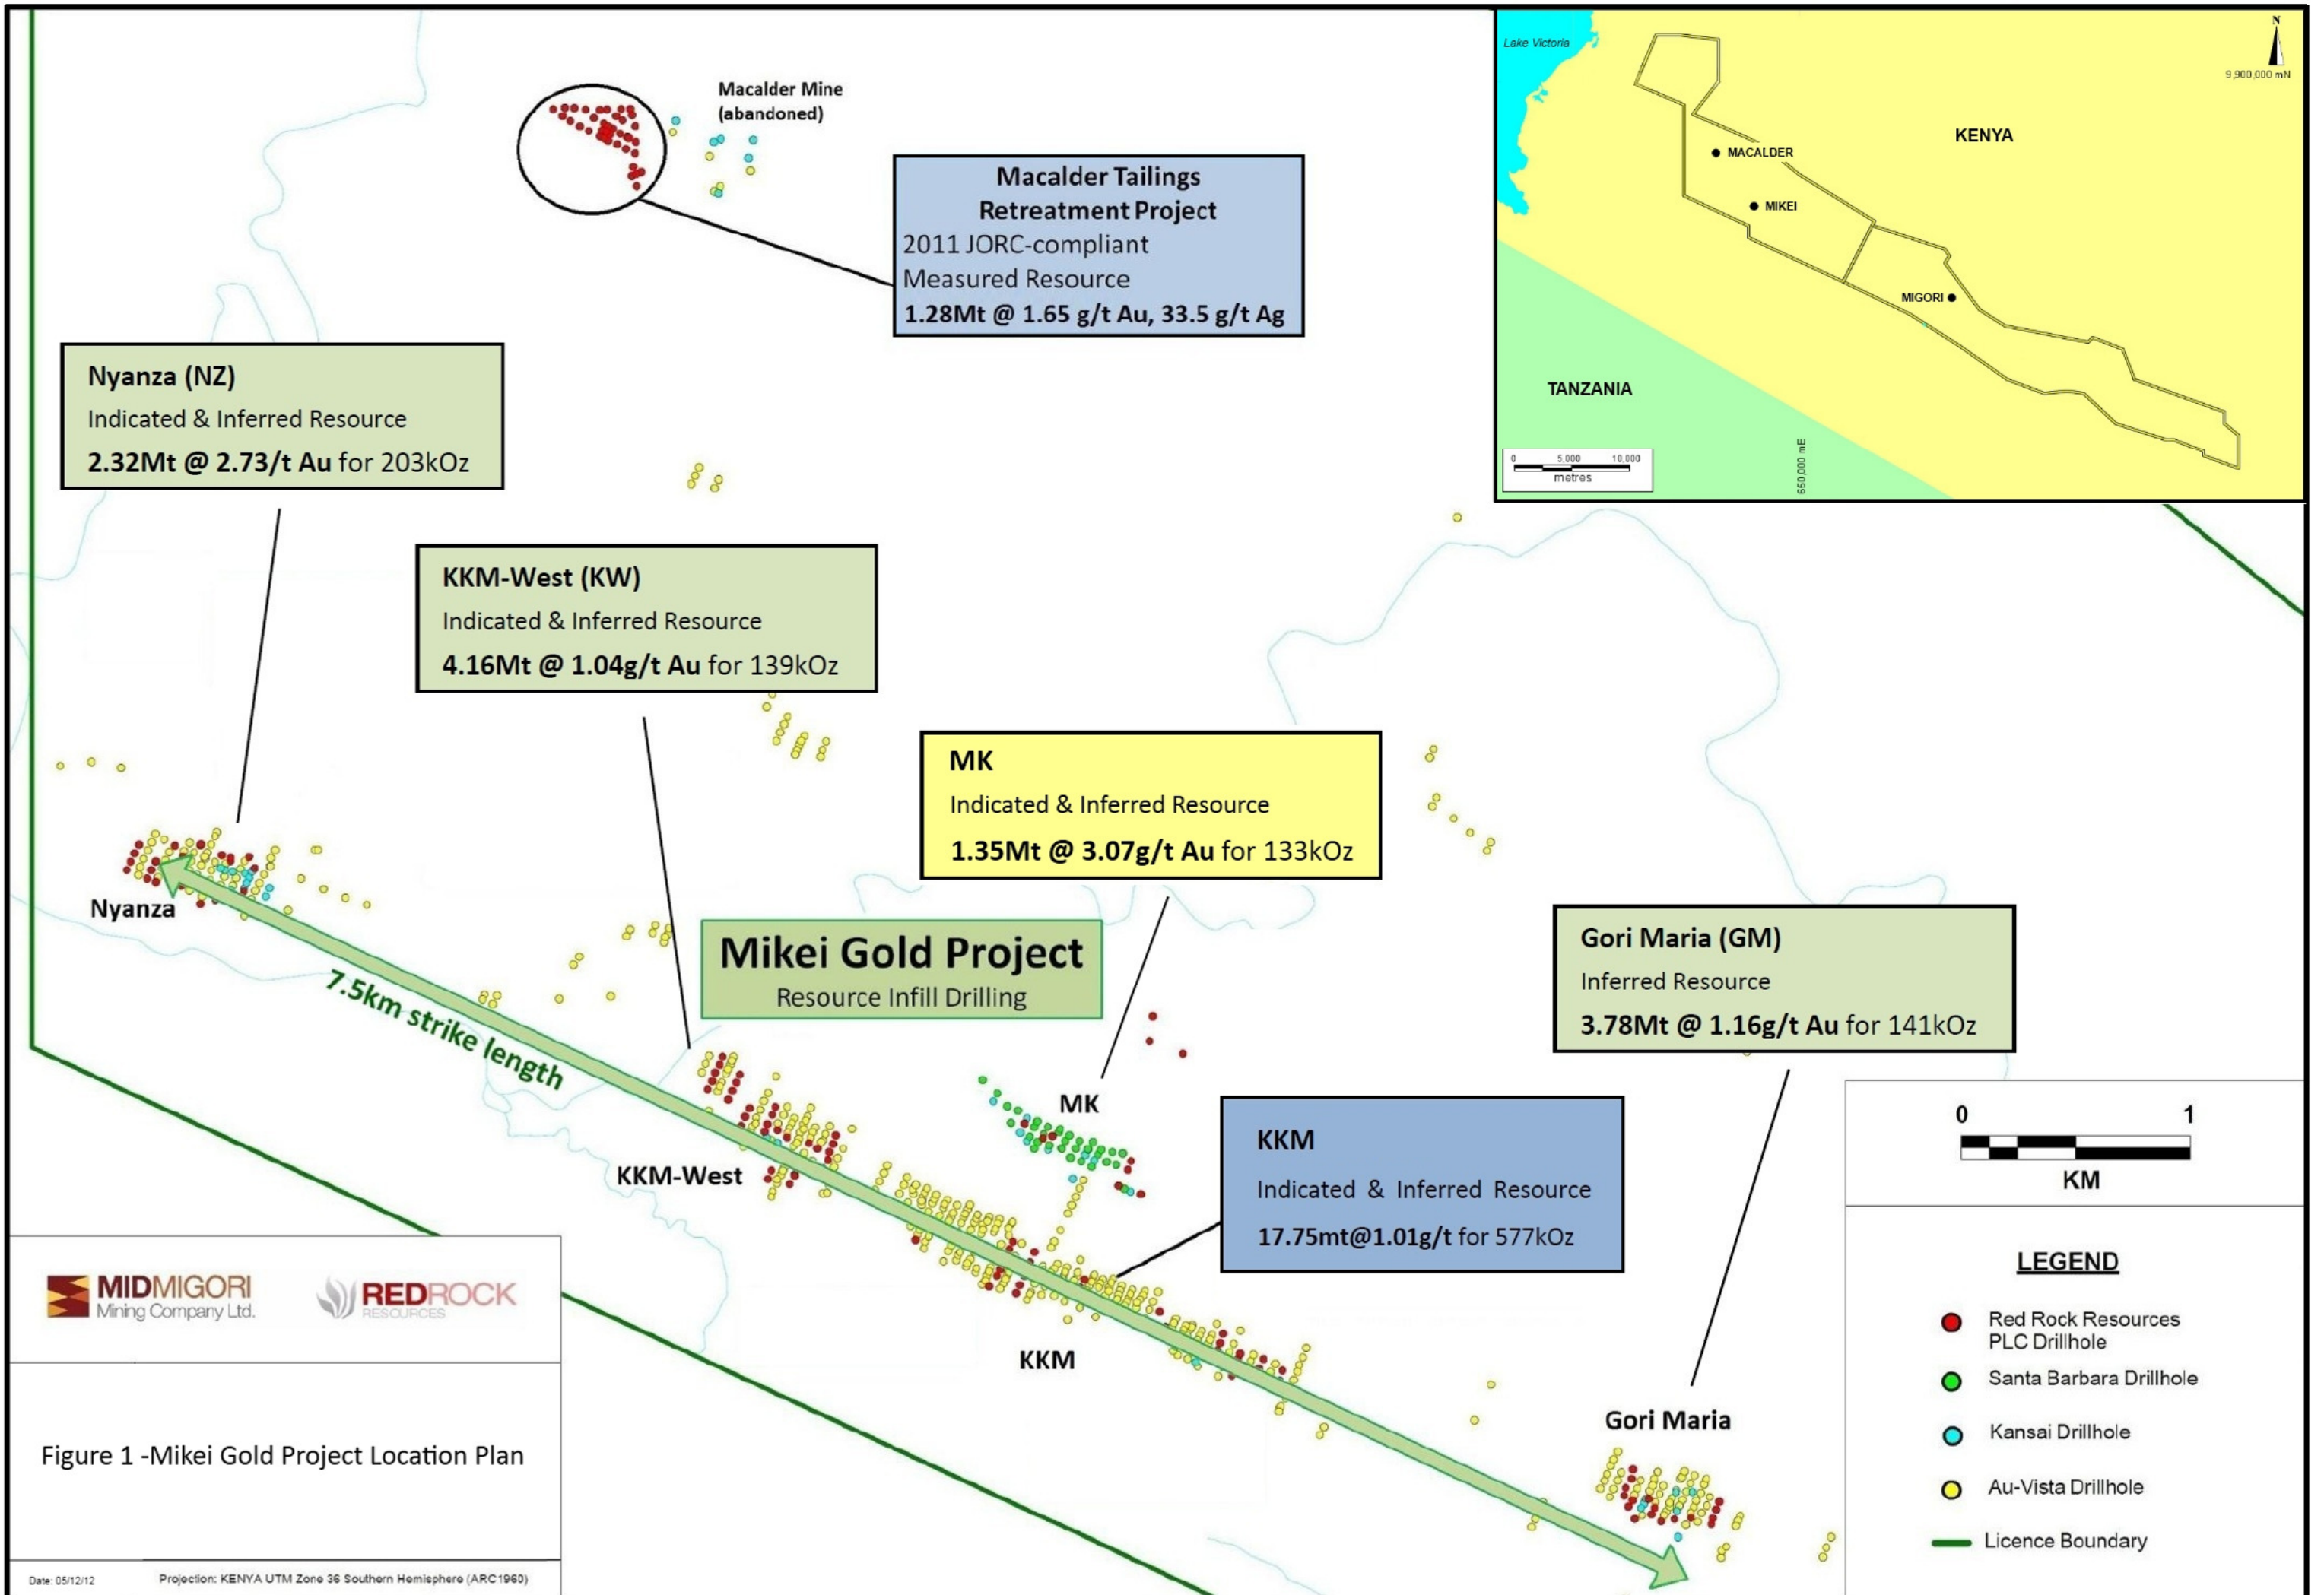 Macalder Mine
(abandoned)
Macalder Tailings
Retreatment Project
2011 JORC-compliant
Measured Resource
1.28Mt @ 1.65 g/t Au, 33.5 g/t Ag
Lake Victoria
N
9,900,000 mN
KENYA
MACALDER
MIKEI
MIGORI
TANZANIA
650,000 mE
0 5,000 10,000
metres
Nyanza (NZ)
Indicated & Inferred Resource
2.32Mt @ 2.73/t Au for 203kOz
KKM-West (KW)
Indicated & Inferred Resource
4.16Mt @ 1.04g/t Au for 139kOz
MK
Indicated & Inferred Resource
1.35Mt @ 3.07g/t Au for 133kOz
Nyanza
7.5km strike length
Mikei Gold Project
Resource Infill Drilling
Gori Maria (GM)
Inferred Resource
3.78Mt @ 1.16g/t Au for 141kOz
MK
KKM-West
KKM
Indicated & Inferred Resource
17.75mt@1.01g/t for 577kOz
KKM
Gori Maria
0 1
KM
LEGEND
Red Rock Resources
PLC Drillhole
Santa Barbara Drillhole
Kansai Drillhole
Au-Vista Drillhole
Licence Boundary
MIDMIGORI
Mining Company Ltd.
REDROCK
RESOURCES
Figure 1 -Mikei Gold Project Location Plan
Date: 05/12/12
Projection: KENYA UTM Zone 36 Southern Hemisphere (ARC1960)